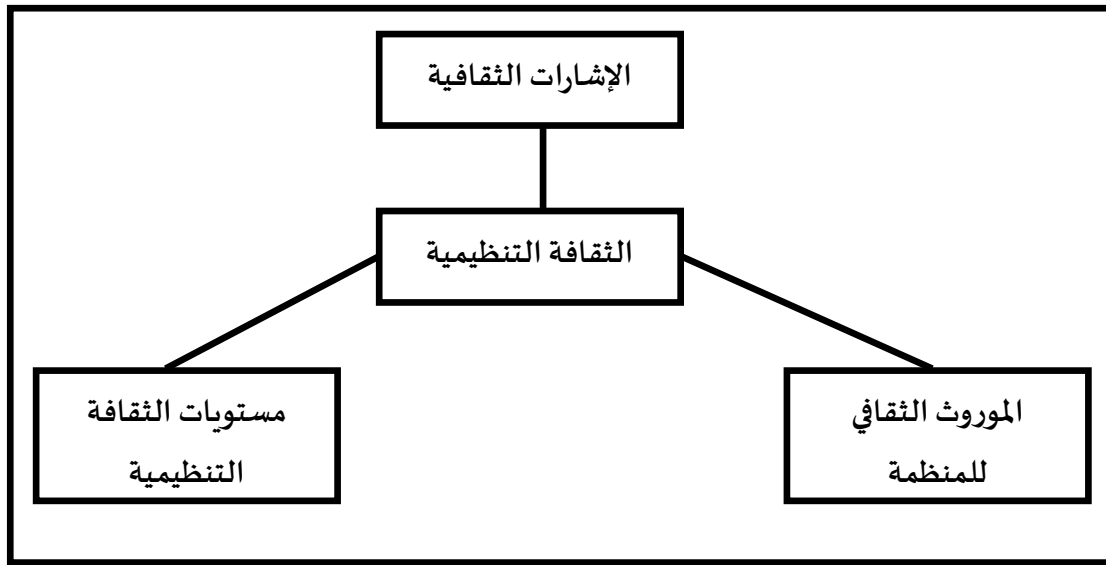 الإشارات الثقافية
الثقافة التنظيمية
الموروث الثقافي
للمنظمة
مستويات الثقافة
التنظيمية